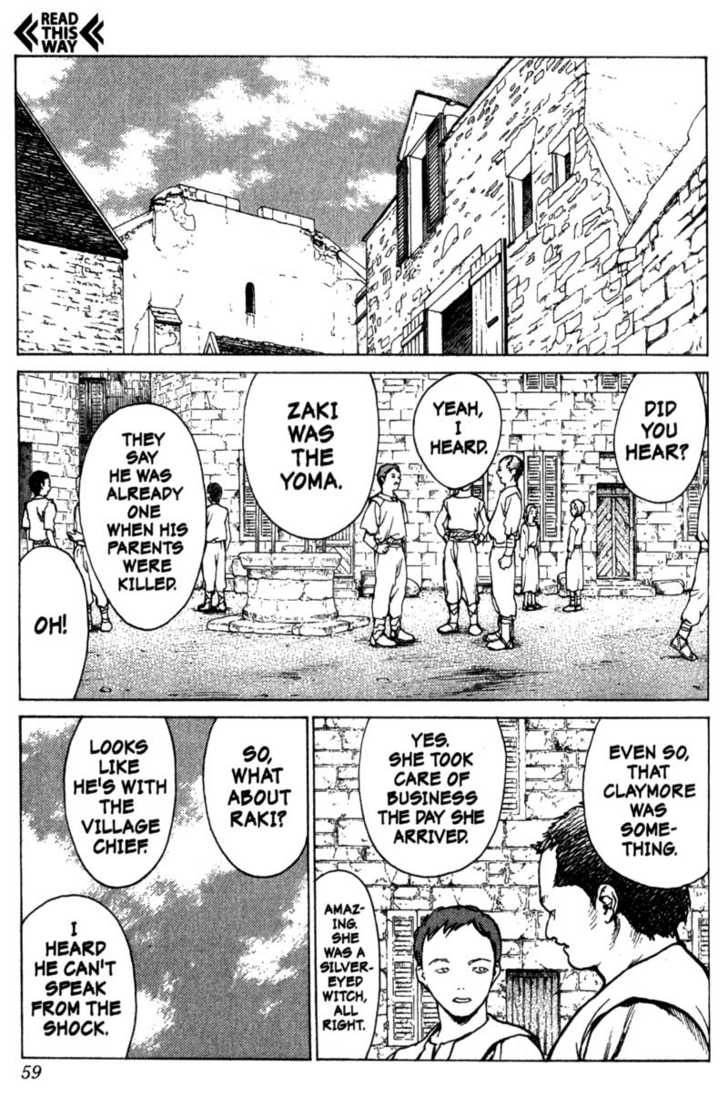 READ
THIS
WAY
DID
YOU
HEAR?
YEAH,
I
HEARD.
ZAKI
WAS
THE
YOMA.
THEY
SAY
HE WAS
ALREADY
ONE
WHEN HIS
PARENTS
WERE
KILLED.
OH!
EVEN SO,
THAT
CLAYMORE
WAS
SOME-
THING.
YES.
SHE TOOK
CARE OF
BUSINESS
THE DAY SHE
ARRIVED.
AMAZ-
ING.
SHE
WAS A
SILVER-
EYED
WITCH,
ALL
RIGHT.
SO,
WHAT
ABOUT
RAKI?
LOOKS
LIKE
HE'S WITH
THE
VILLAGE
CHIEF.
I
HEARD
HE CAN'T
SPEAK
FROM THE
SHOCK.
59